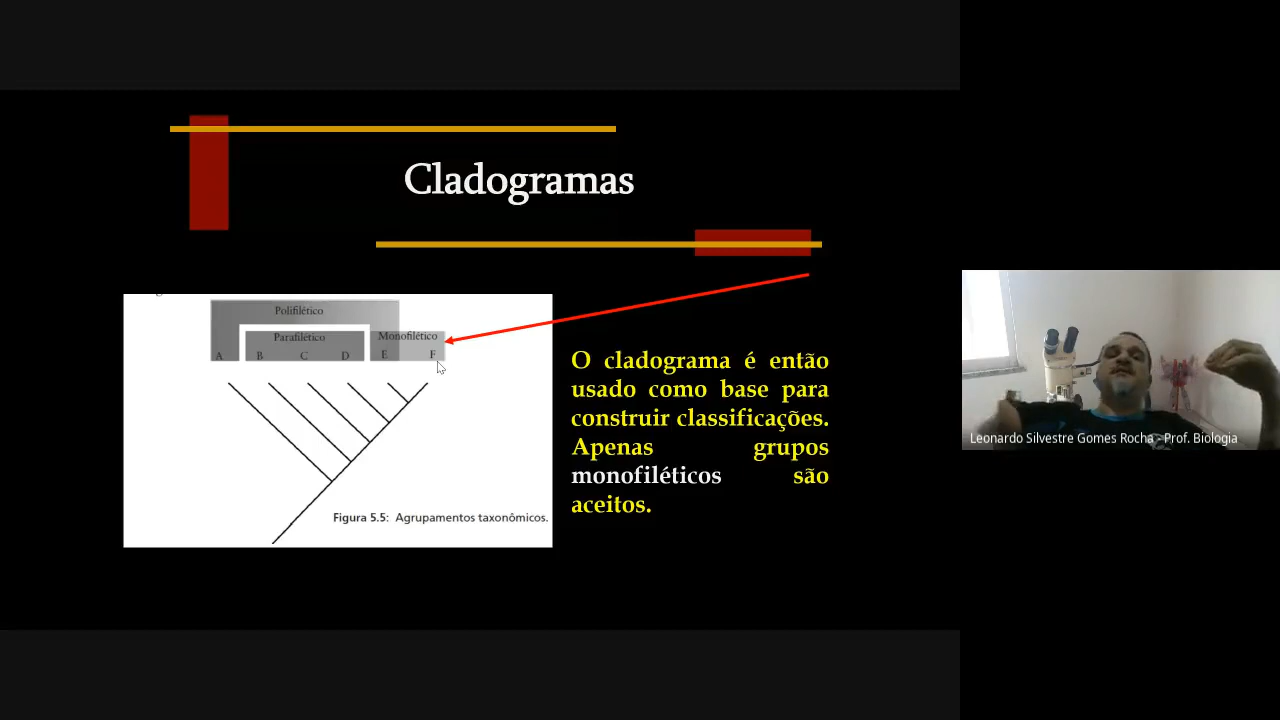 Cladogramas
Polifilético
Parafilético Monofilético
A B C D E F
O cladograma é então
usado como base para
construir classificações.
Apenas grupos
monofiléticos são
aceitos.
Figura 5.5: Agrupamentos taxonômicos.
Leonardo Silvestre Gomes Rocha - Prof. Biologia